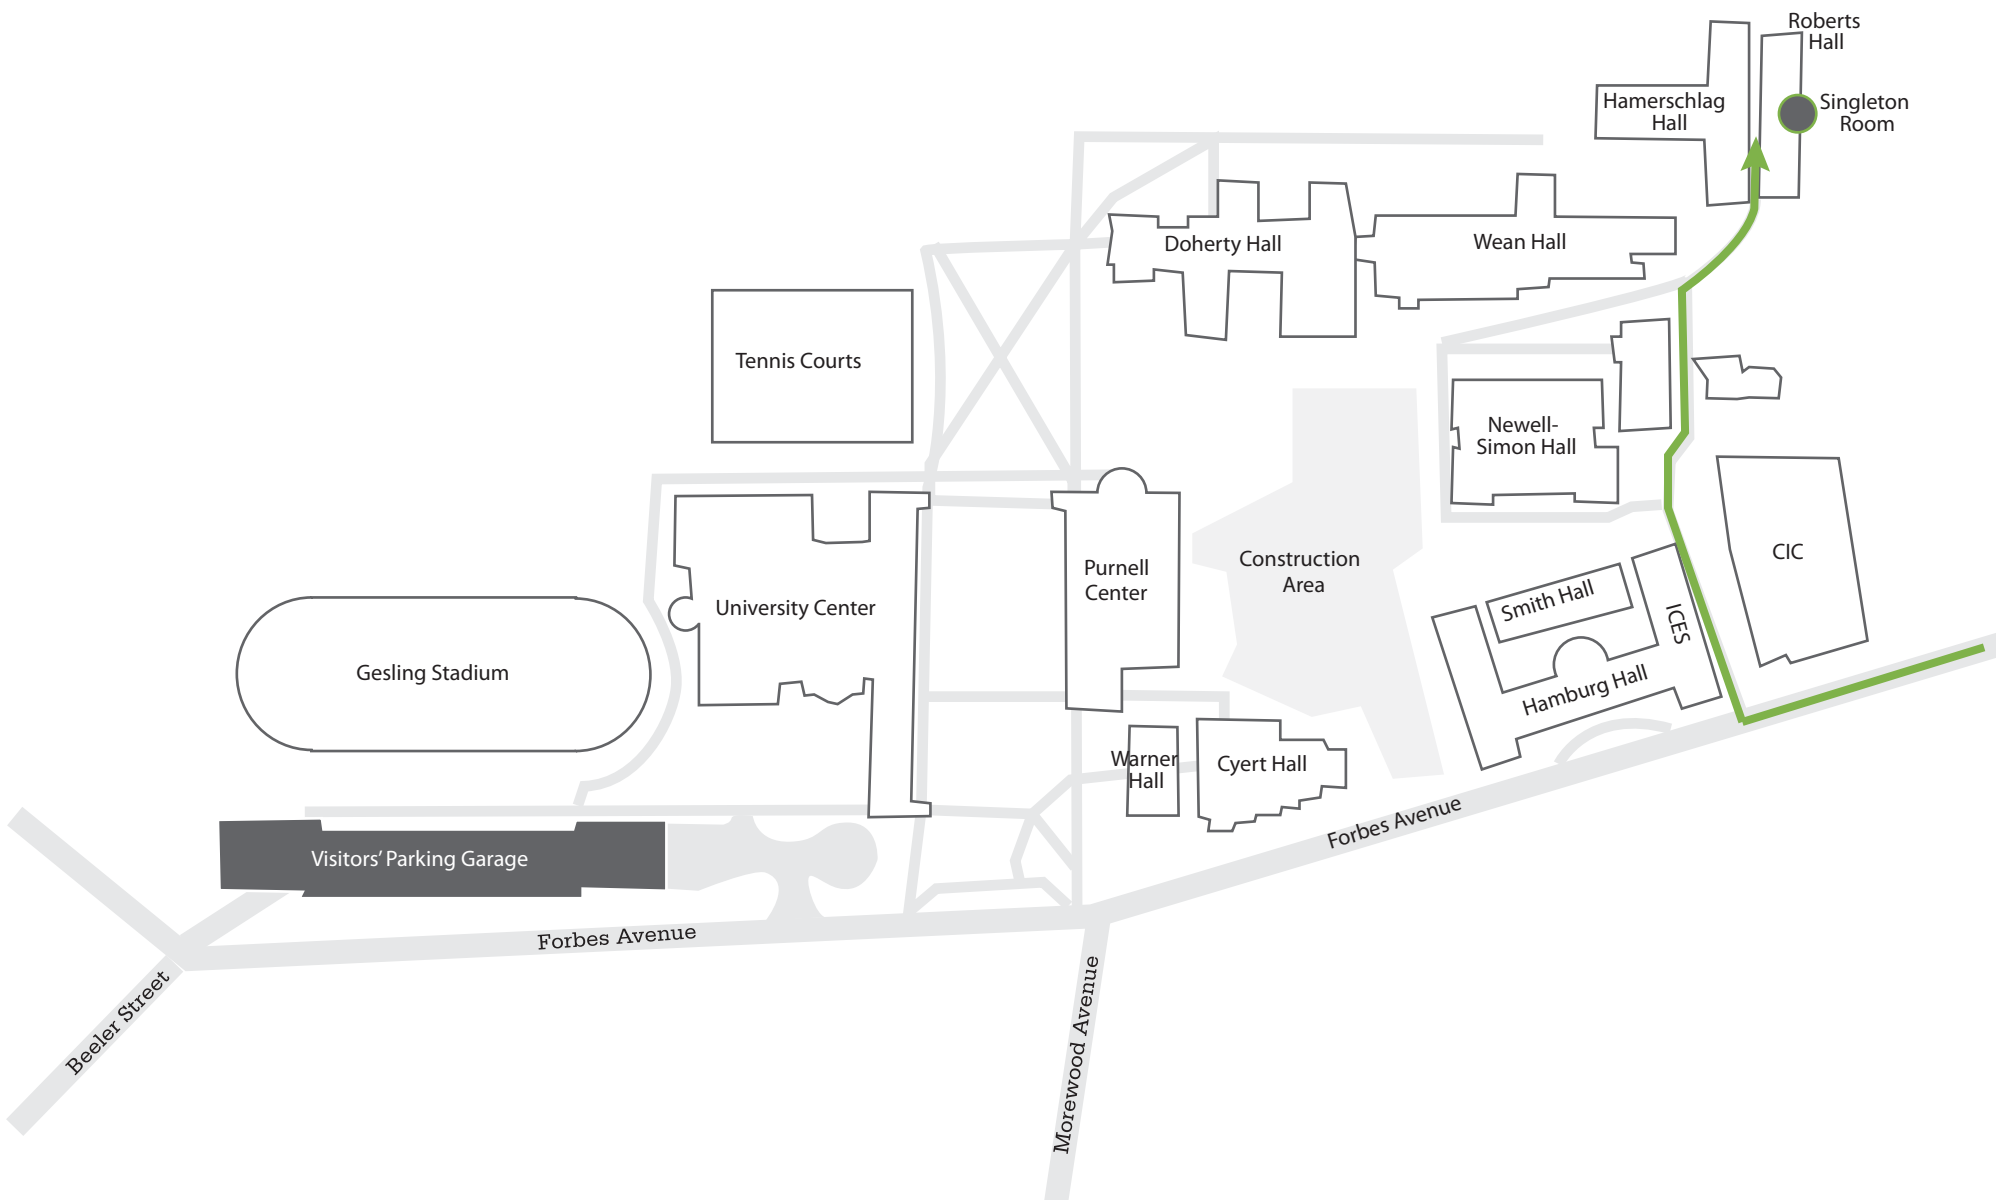 Roberts
Hall
Hamerschlag
Hall
Singleton
Room
Doherty Hall
Wean Hall
Tennis Courts
Newell-
Simon Hall
Construction
Area
CIC
Purnell
Center
Smith Hall
ICES
University Center
Gesling Stadium
Hamburg Hall
Warner
Hall
Cyert Hall
Forbes Avenue
Visitors' Parking Garage
Forbes Avenue
Beeler Street
Morewood Avenue